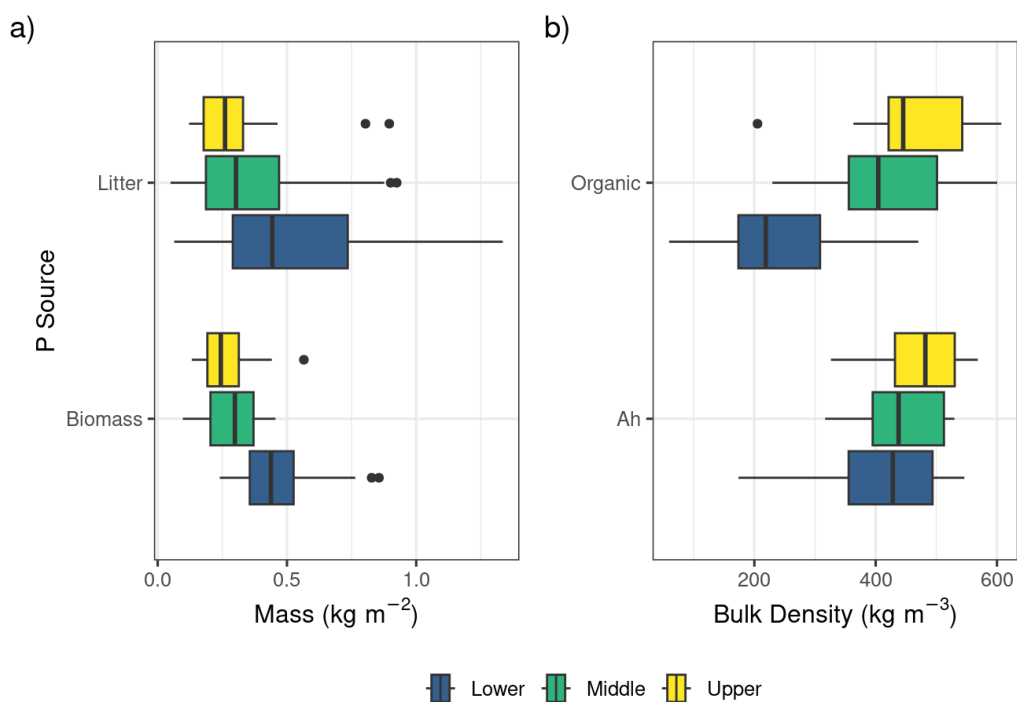 a)
P Source
Litter
Biomass
0.0 0.5 1.0
Mass (kg m⁻²)
b)
Organic
Ah
200 400 600
Bulk Density (kg m⁻³)
Lower Middle Upper